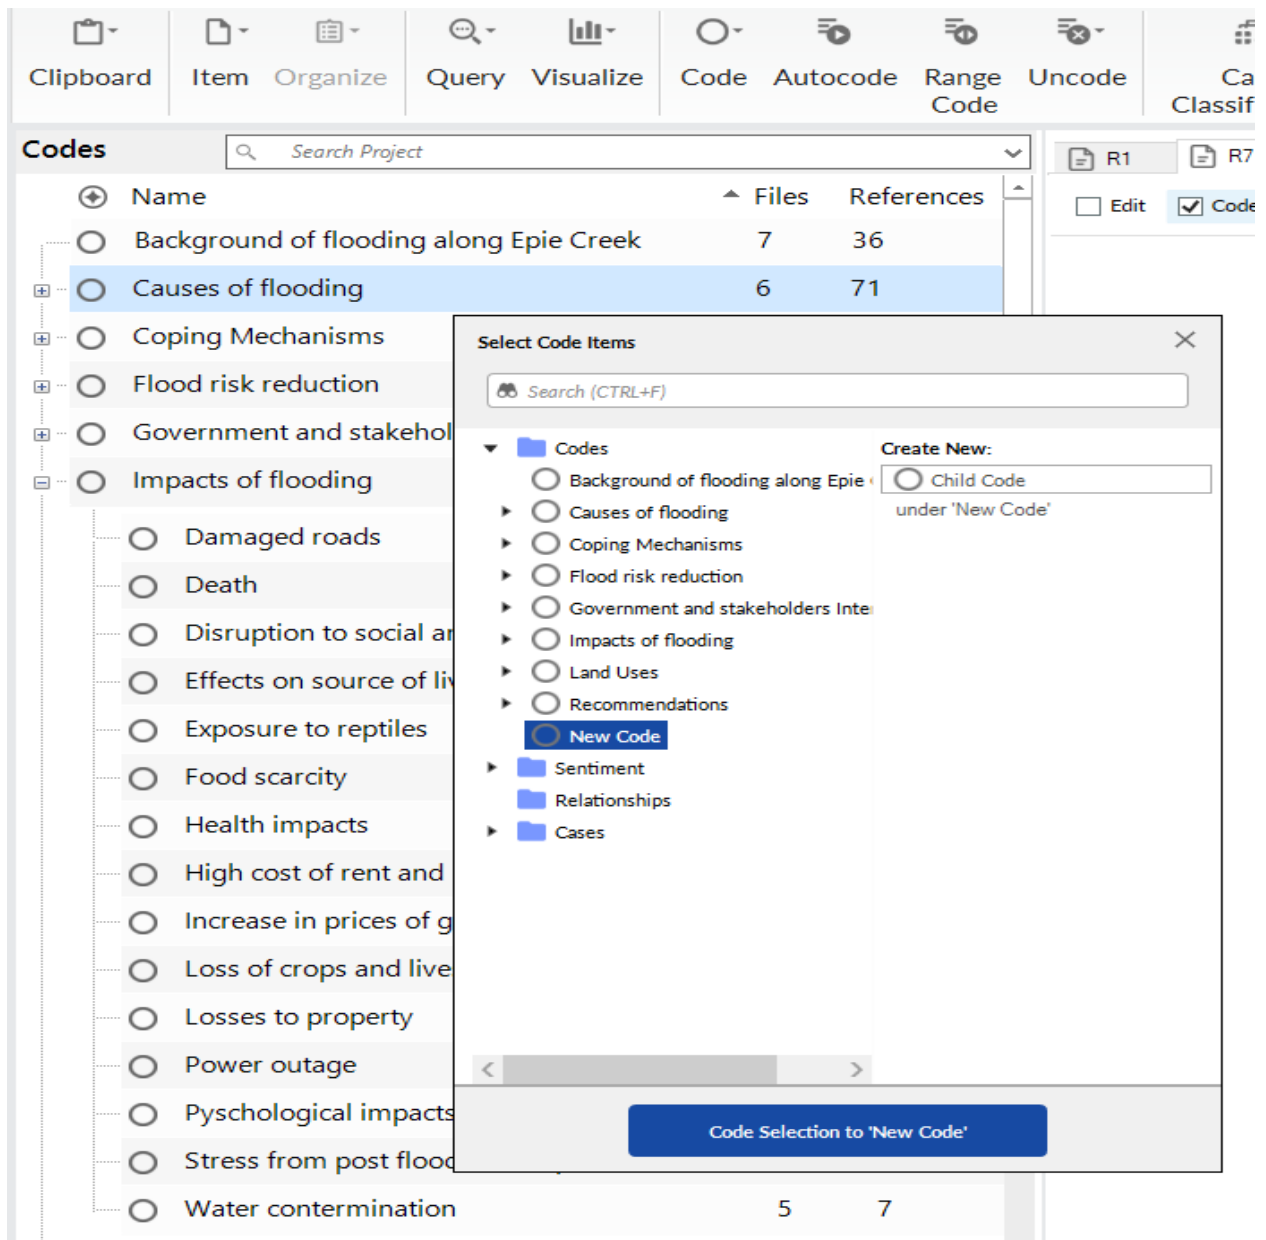 Clipboard Item Organize Query Visualize Code Autocode Range Code Uncode
Codes Search Project
R1 R7
Name Files References
Edit Code
Background of flooding along Epie Creek 7 36
Causes of flooding 6 71
Coping Mechanisms
Flood risk reduction
Government and stakehol
Impacts of flooding
Damaged roads
Death
Disruption to social
Effects on source of
Exposure to reptiles
Food scarcity
Health impacts
High cost of rent and
Increase in prices of
Loss of crops and live
Losses to property
Power outage
Pyschological impacts
Stress from post
Water contermination 5 7
Select Code Items
Search (CTRL+F)
Codes
Background of flooding along Epie
Causes of flooding
Coping Mechanisms
Flood risk reduction
Government and stakeholders Inte
Impacts of flooding
Land Uses
Recommendations
New Code
Sentiment
Relationships
Cases
Create New:
Child Code
under 'New Code'
Code Selection to 'New Code'